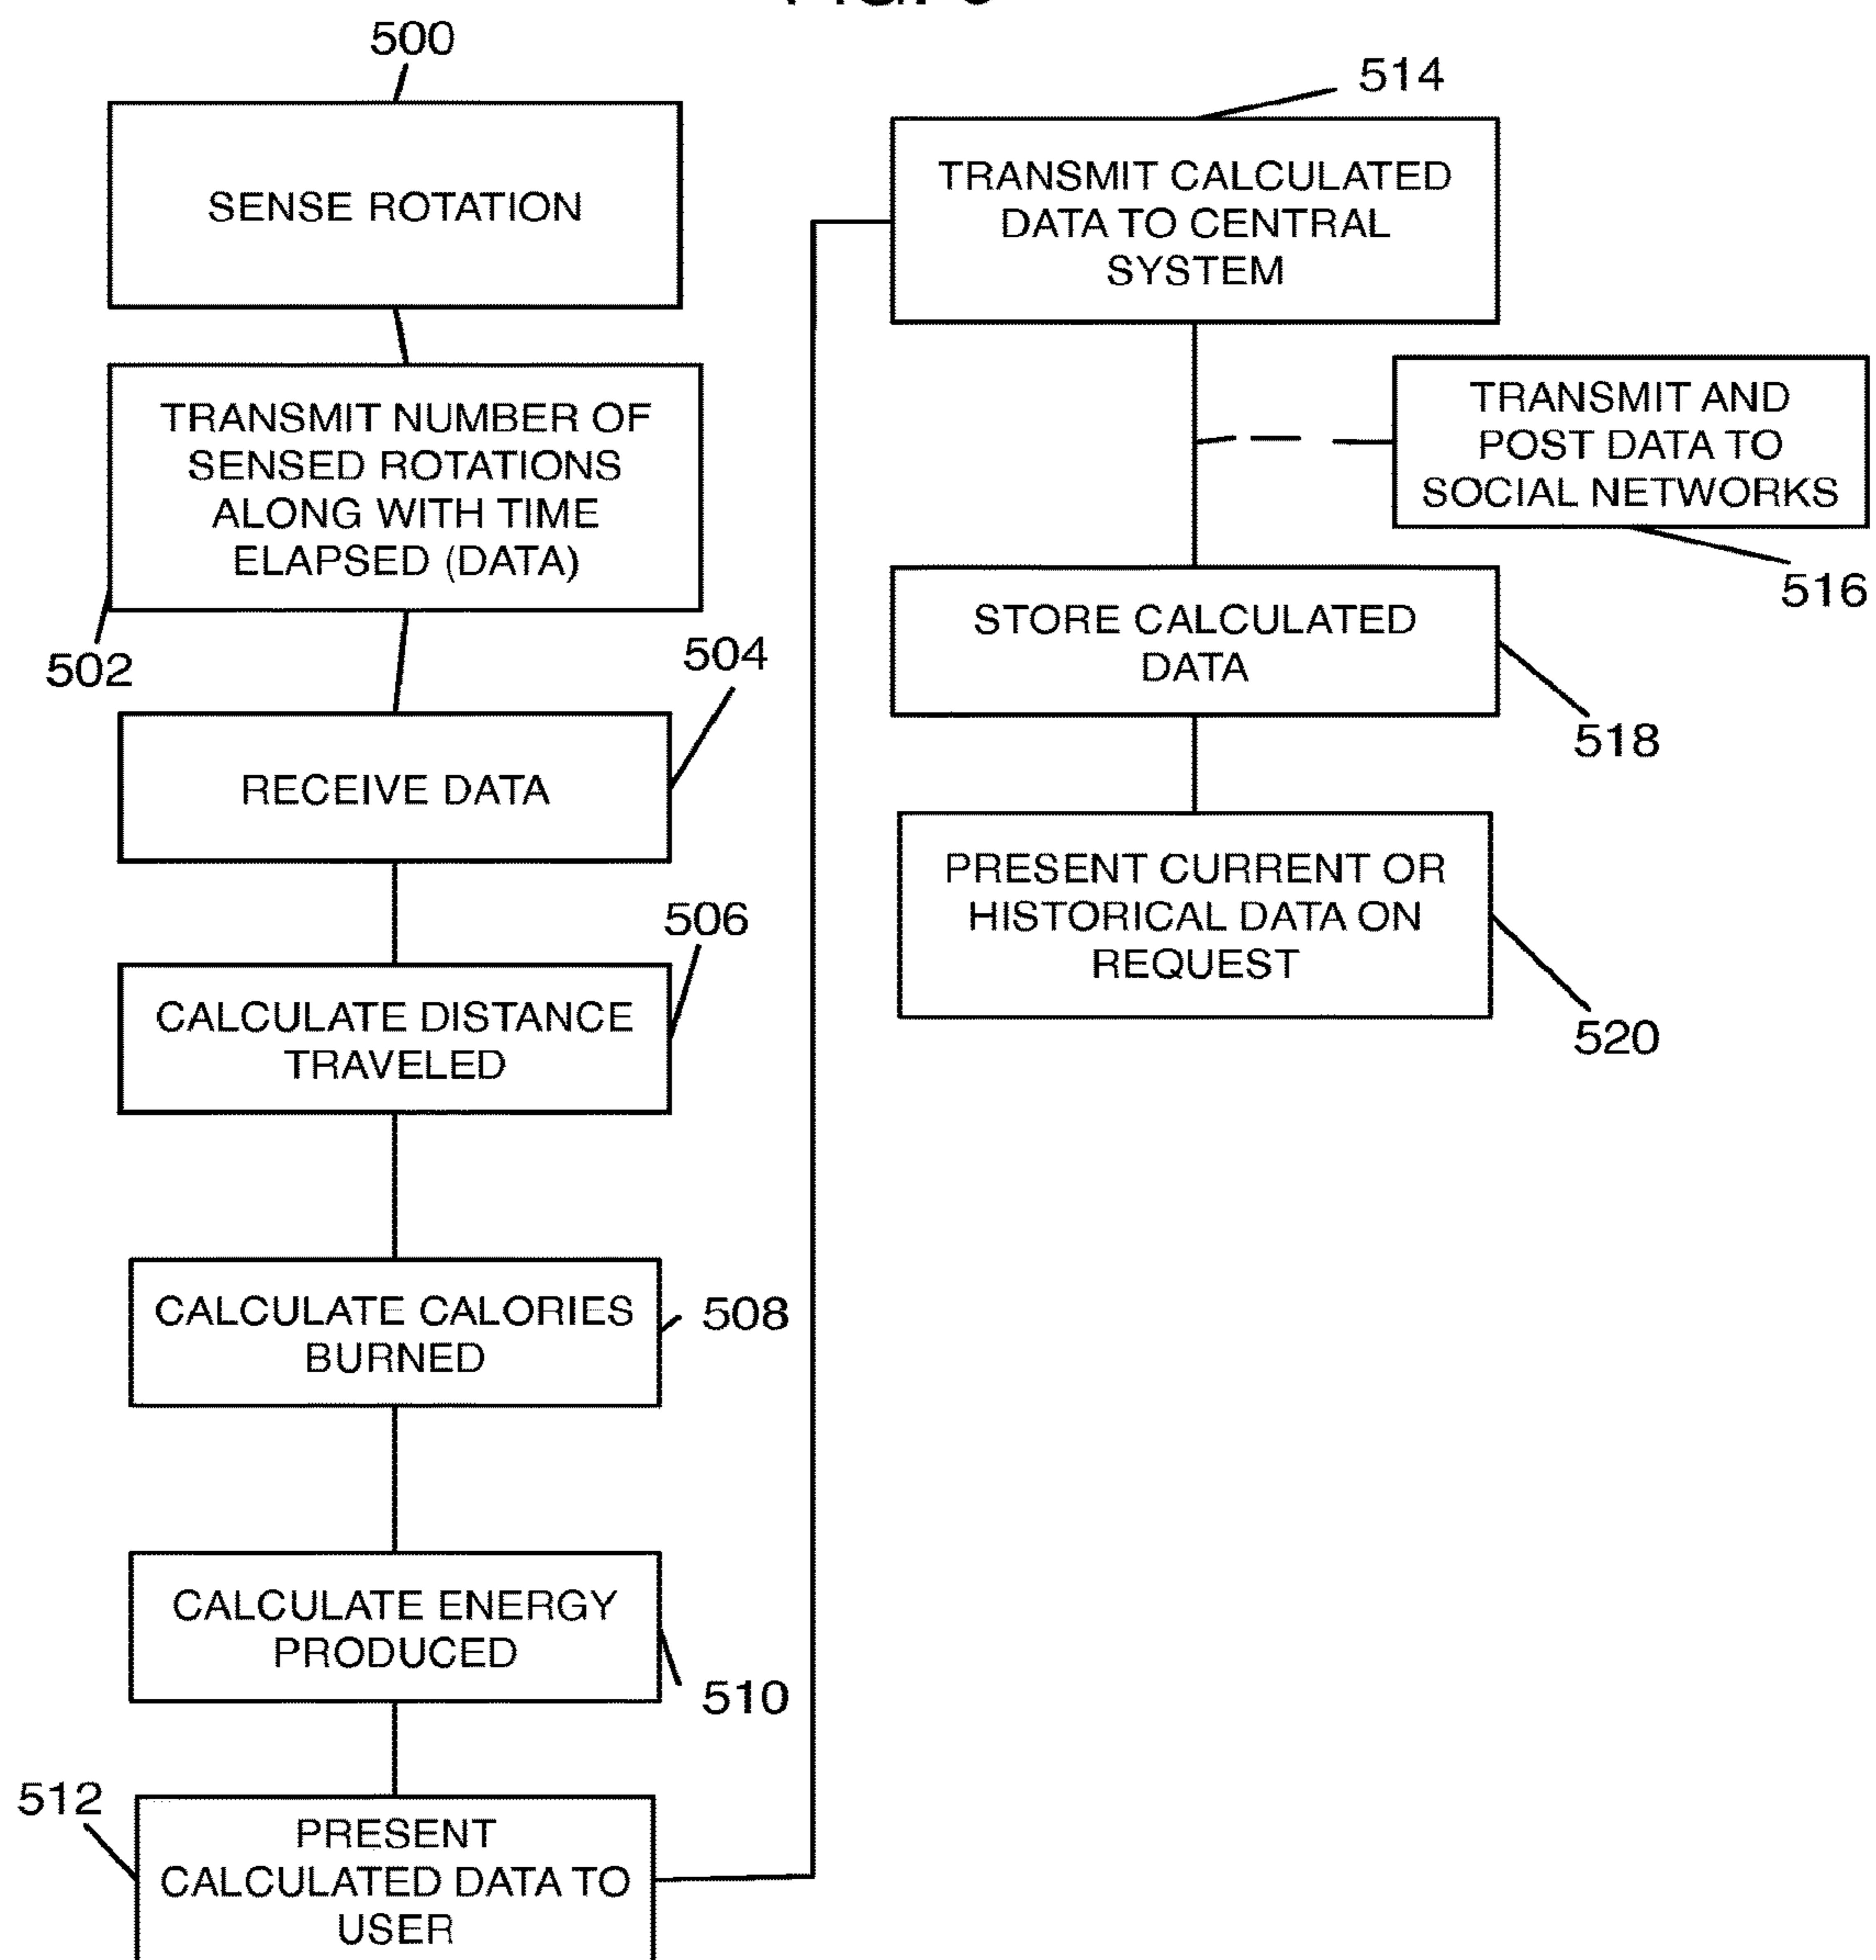 500
SENSE ROTATION
TRANSMIT NUMBER OF
SENSED ROTATIONS
ALONG WITH TIME
ELAPSED (DATA)
502
504
RECEIVE DATA
506
CALCULATE DISTANCE
TRAVELED
CALCULATE CALORIES
BURNED
508
CALCULATE ENERGY
PRODUCED
510
512
PRESENT
CALCULATED DATA TO
USER
514
TRANSMIT CALCULATED
DATA TO CENTRAL
SYSTEM
TRANSMIT AND
POST DATA TO
SOCIAL NETWORKS
516
STORE CALCULATED
DATA
518
PRESENT CURRENT OR
HISTORICAL DATA ON
REQUEST
520